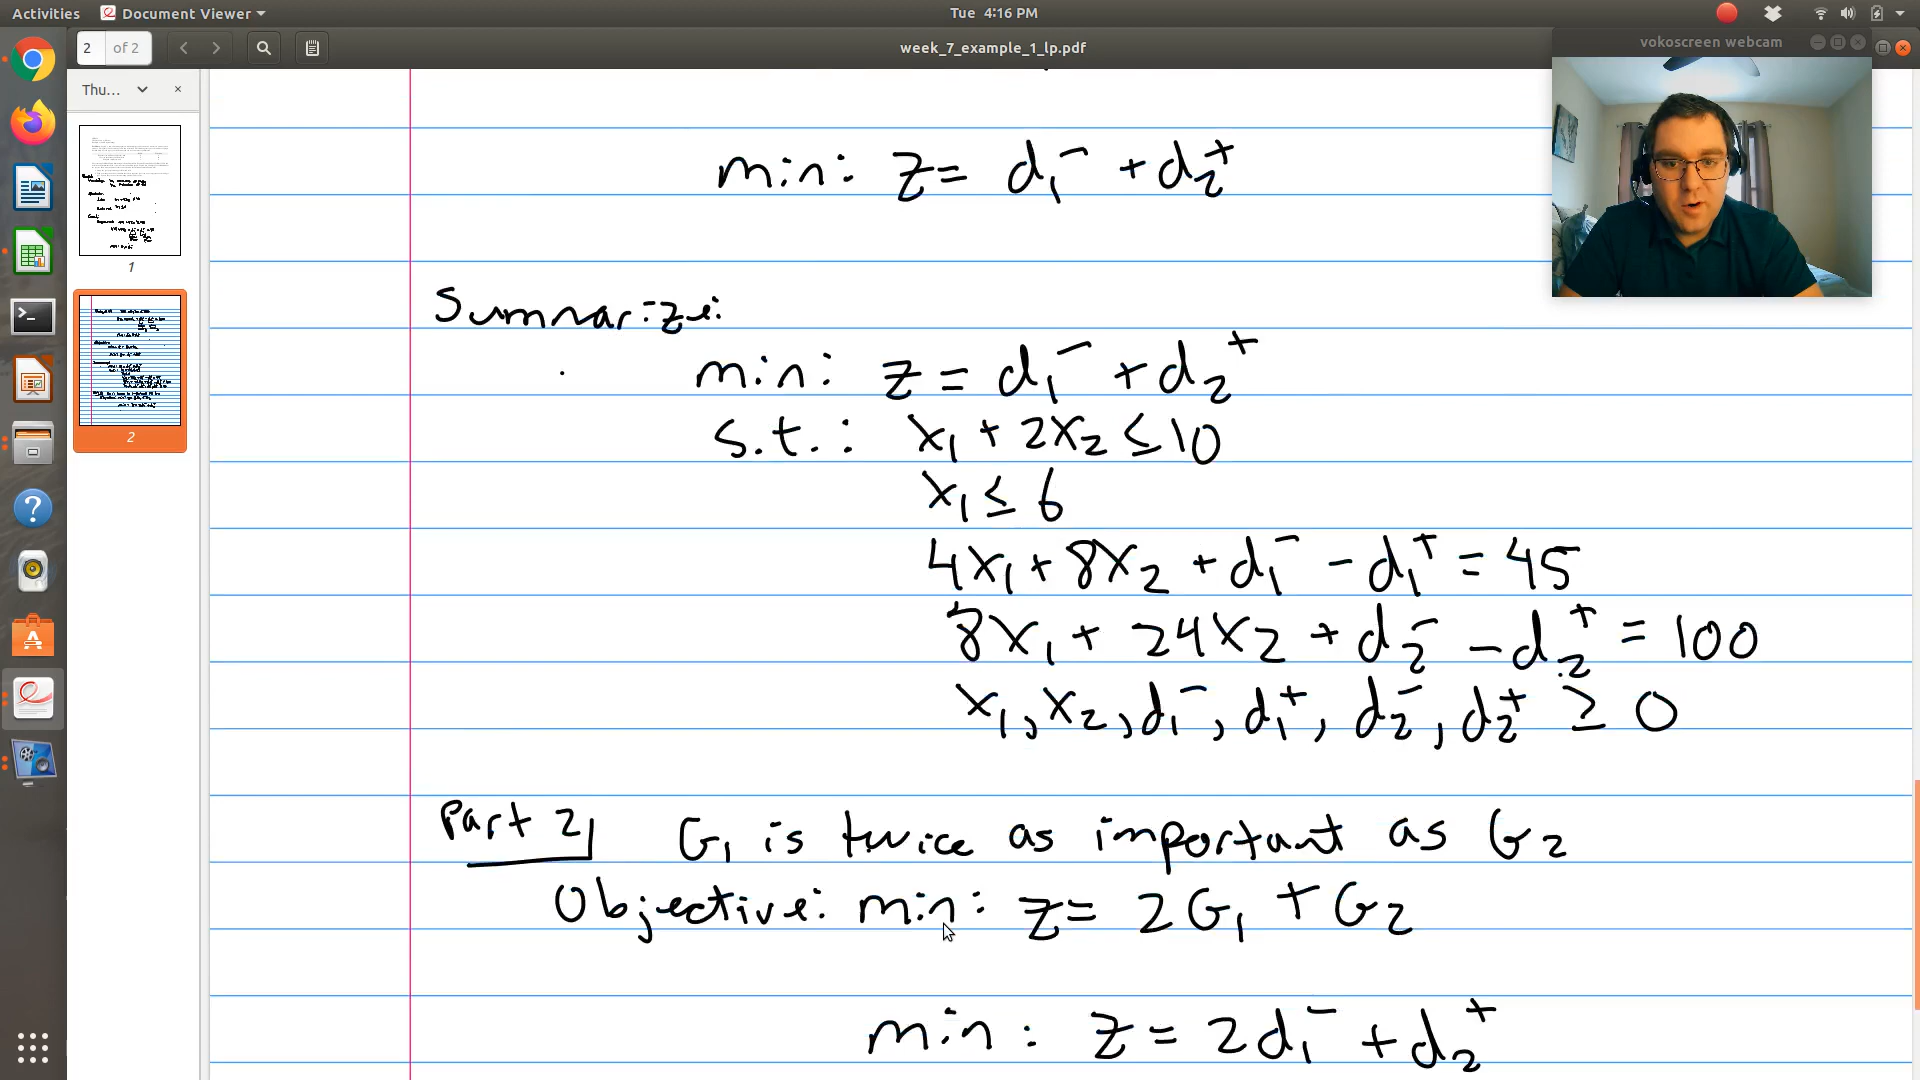 Activities Document Viewer Tue 4:16 PM
2 of 2 week_7_example_1_lp.pdf vokoscreen webcam
Thu...
1
2
min: z = d₁⁻ + d₂⁺
Summarize:
min: z = d₁⁻ + d₂⁺
s.t.: x₁ + 2x₂ ≤ 10
x₁ ≤ 6
4x₁ + 8x₂ + d₁⁻ - d₁⁺ = 45
8x₁ + 24x₂ + d₂⁻ - d₂⁺ = 100
x₁, x₂, d₁⁻, d₁⁺, d₂⁻, d₂⁺ ≥ 0
Part 2 G₁ is twice as important as G₂
Objective: min: z = 2G₁ + G₂
min: z = 2d₁⁻ + d₂⁺